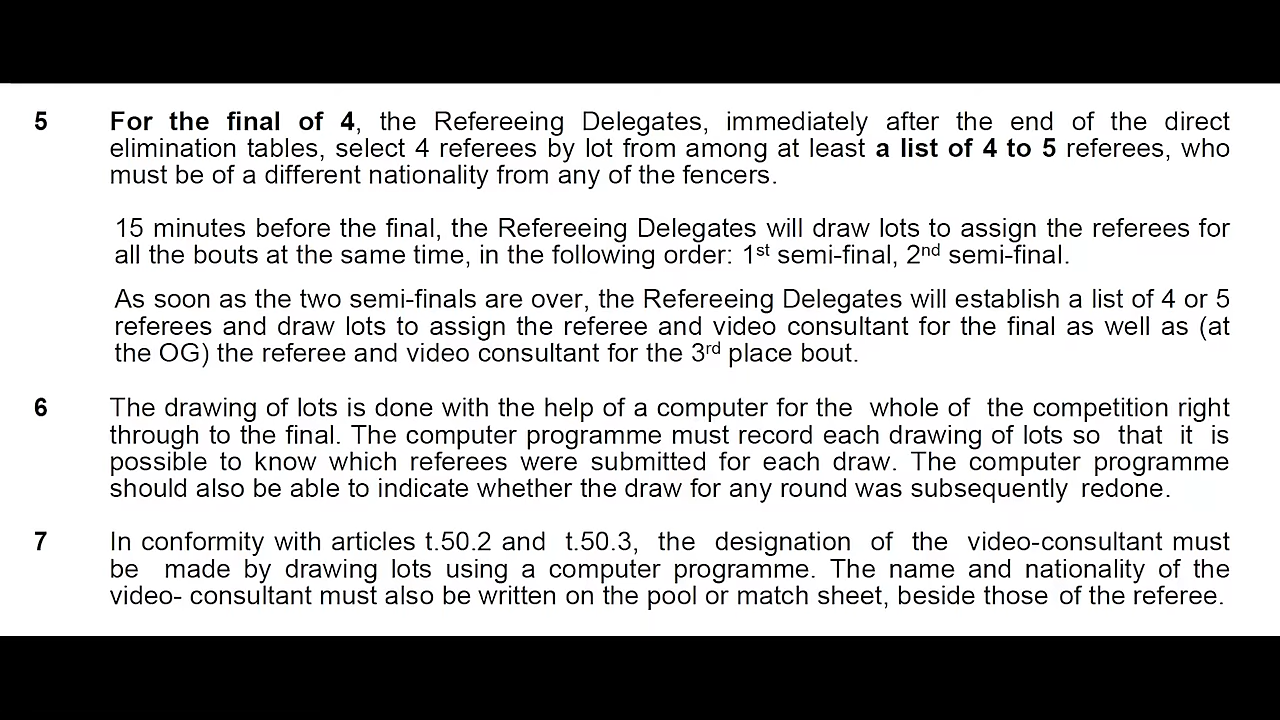 5 For the final of 4, the Refereeing Delegates, immediately after the end of the direct
elimination tables, select 4 referees by lot from among at least a list of 4 to 5 referees, who
must be of a different nationality from any of the fencers.
15 minutes before the final, the Refereeing Delegates will draw lots to assign the referees for
all the bouts at the same time, in the following order: 1st semi-final, 2nd semi-final.
As soon as the two semi-finals are over, the Refereeing Delegates will establish a list of 4 or 5
referees and draw lots to assign the referee and video consultant for the final as well as (at
the OG) the referee and video consultant for the 3rd place bout.
6 The drawing of lots is done with the help of a computer for the whole of the competition right
through to the final. The computer programme must record each drawing of lots so that it is
possible to know which referees were submitted for each draw. The computer programme
should also be able to indicate whether the draw for any round was subsequently redone.
7 In conformity with articles t.50.2 and t.50.3, the designation of the video-consultant must
be made by drawing lots using a computer programme. The name and nationality of the
video- consultant must also be written on the pool or match sheet, beside those of the referee.